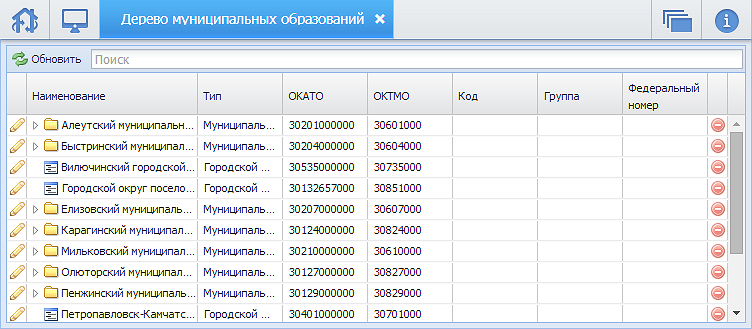 Дерево муниципальных образований
Обновить Поиск
Наименование Тип ОКАТО ОКТМО Код Группа Федеральный номер
Алеутский муниципальн... Муниципаль... 30201000000 30601000
Быстринский муниципал... Муниципаль... 30204000000 30604000
Вилючинский городской... Городской ... 30535000000 30735000
Городской округ посело... Городской ... 30132657000 30851000
Елизовский муниципаль... Муниципаль... 30207000000 30607000
Карагинский муниципал... Муниципаль... 30124000000 30824000
Мильковский муниципал... Муниципаль... 30210000000 30610000
Олюторский муниципал... Муниципаль... 30127000000 30827000
Пенжинский муниципаль... Муниципаль... 30129000000 30829000
Петропавловск-Камчатс... Городской ... 30401000000 30701000